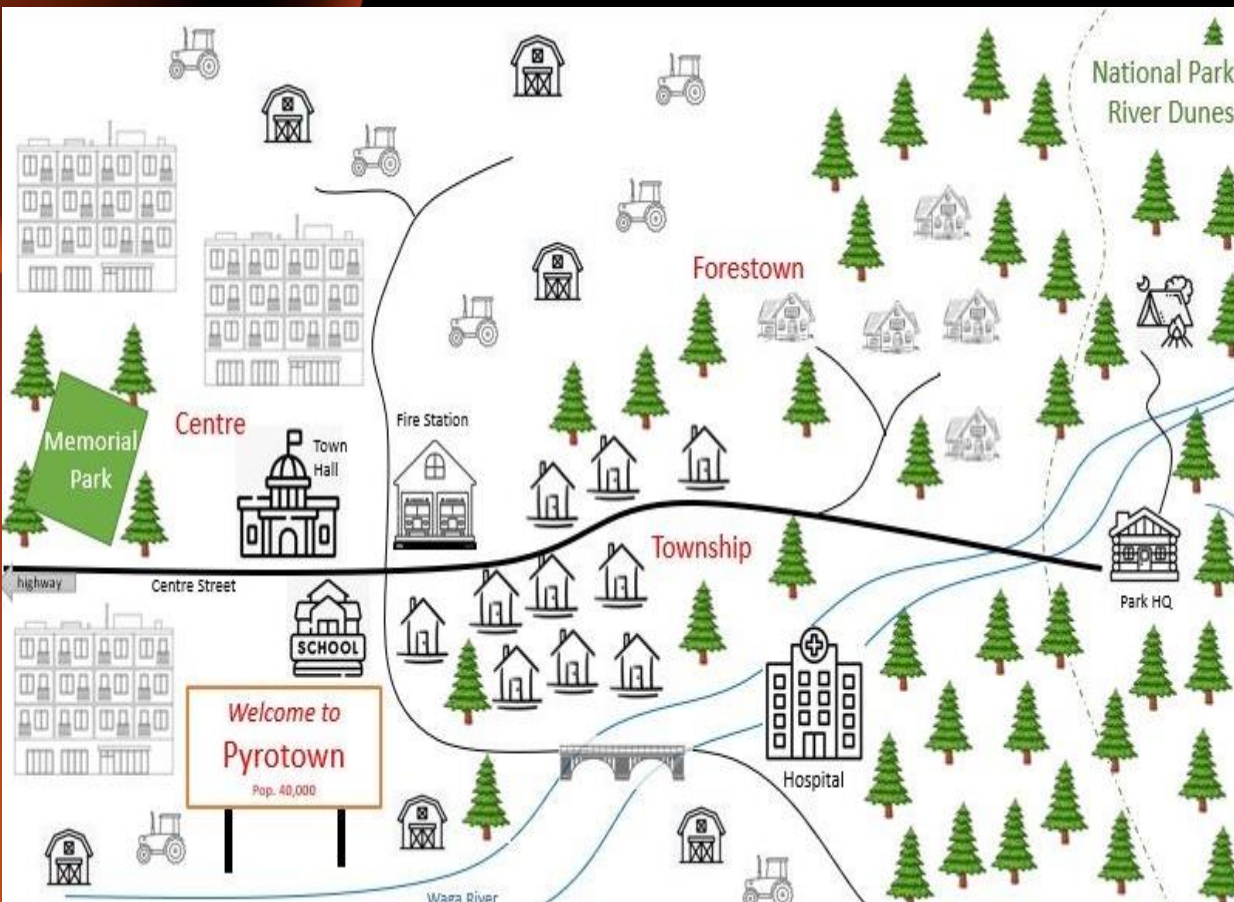 National Park
River Dunes
Forestown
Centre
Fire Station
Memorial
Park
Town
Hall
Township
highway
Centre Street
Park HQ
SCHOOL
Welcome to
Pyrotown
Pop. 40,000
Hospital
Waga River